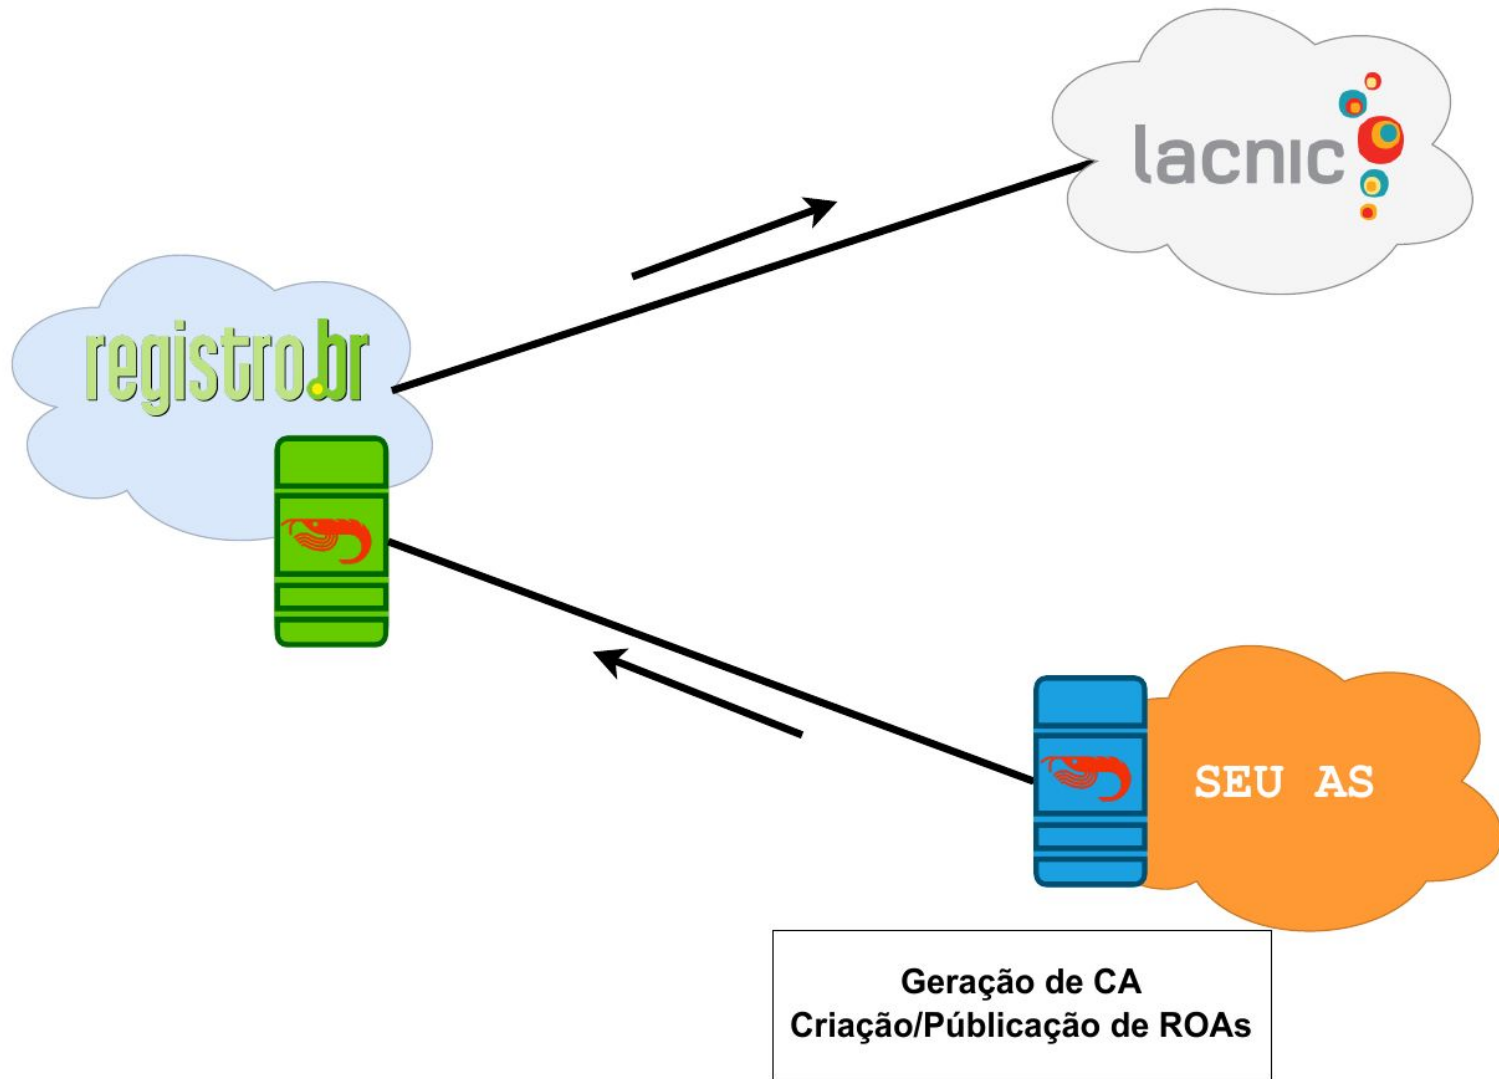 lacnic
registro.br
SEU AS
Geração de CA
Criação/Públicação de ROAs